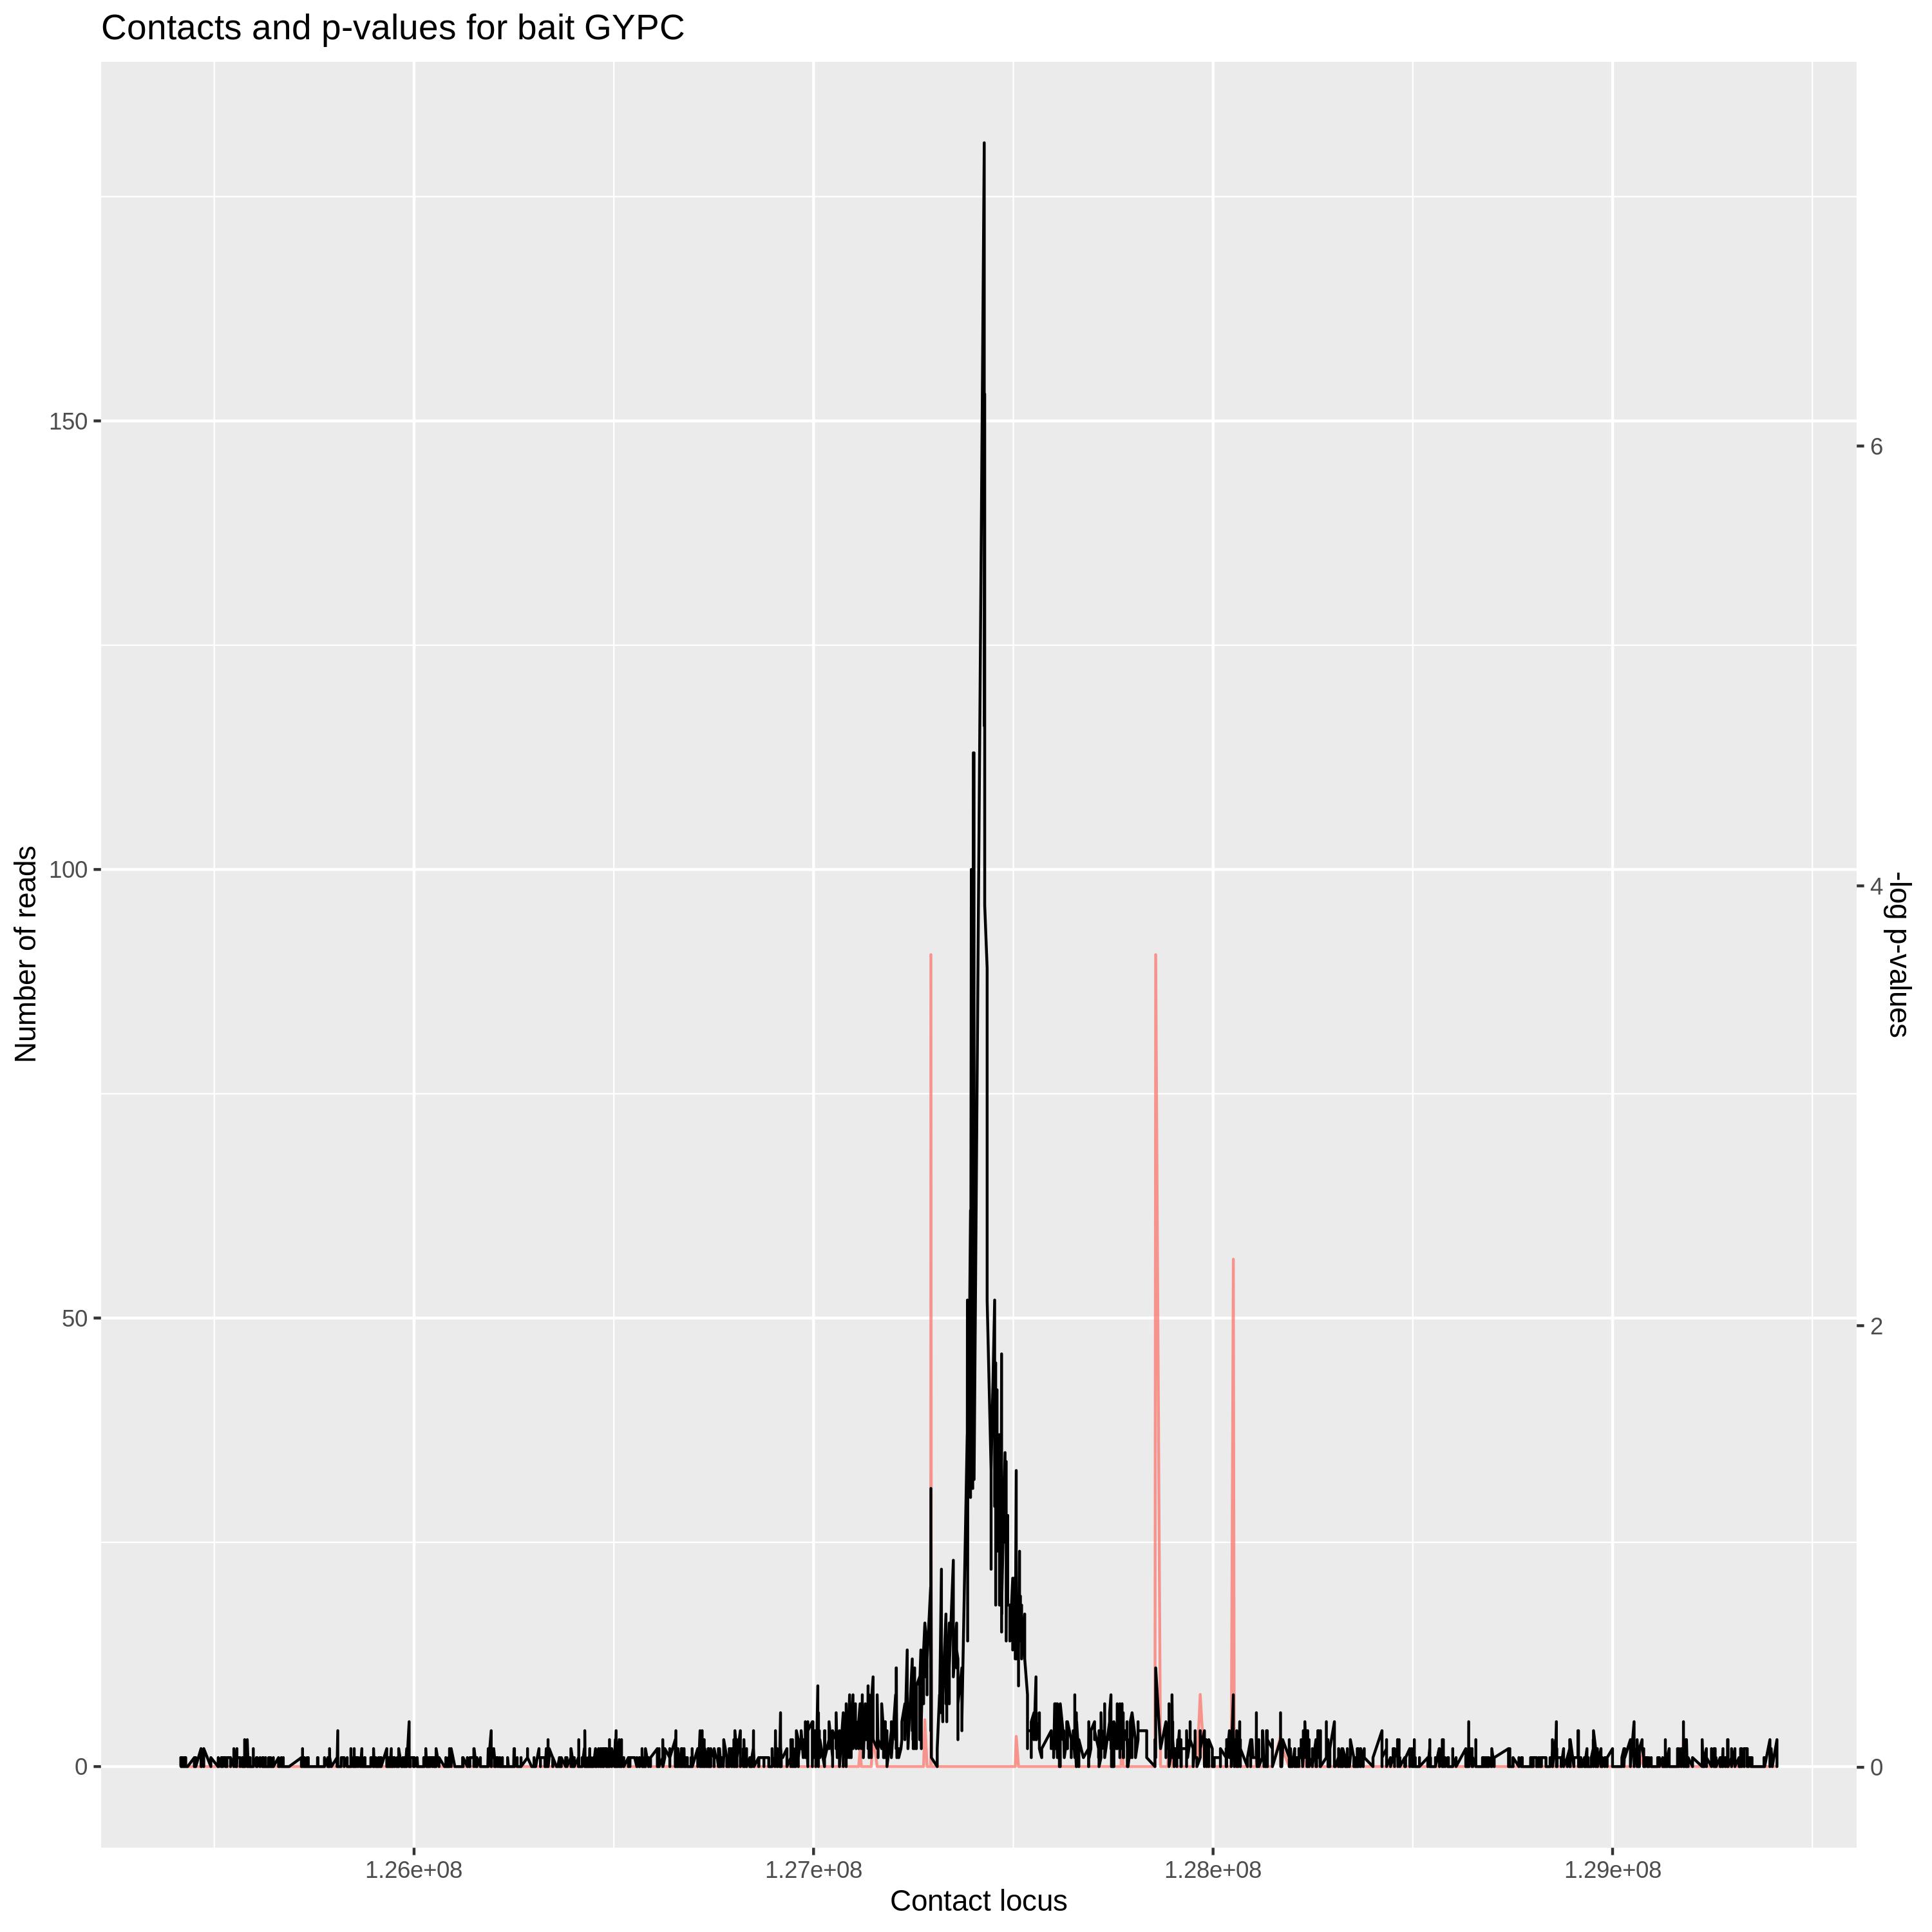 Contacts and p-values for bait GYPC
Number of reads
150
100
50
0
6
4
2
0
-log p-values
1.26e+08
1.27e+08
1.28e+08
1.29e+08
Contact locus